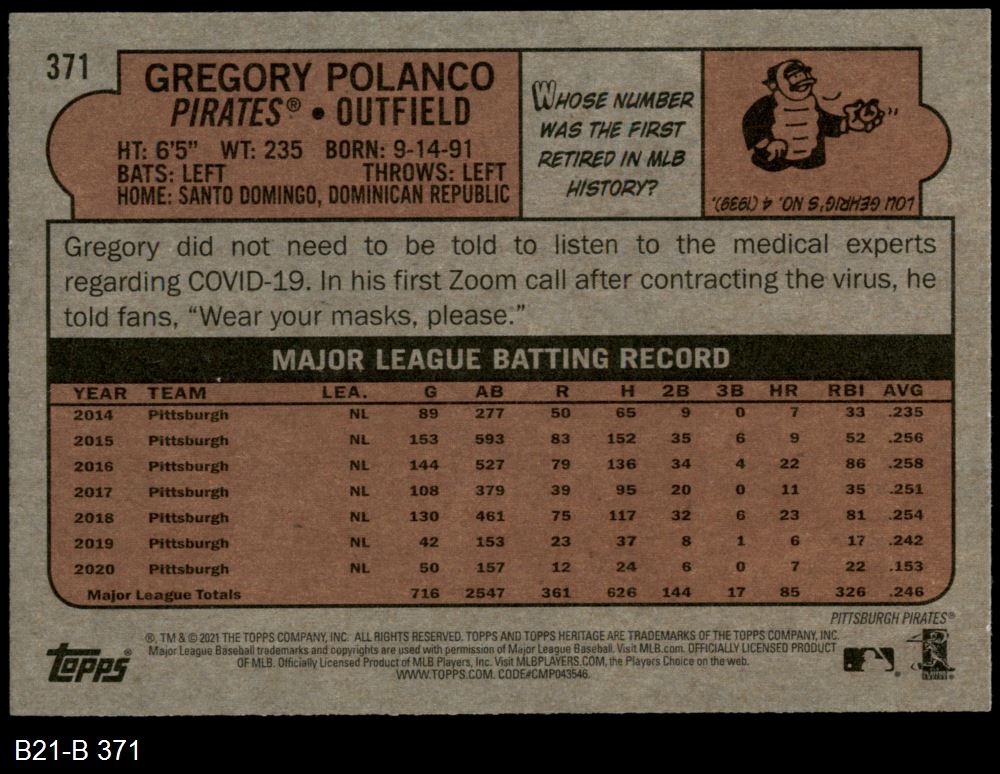 371
GREGORY POLANCO
PIRATES® • OUTFIELD
HT: 6'5" WT: 235 BORN: 9-14-91
BATS: LEFT THROWS: LEFT
HOME: SANTO DOMINGO, DOMINICAN REPUBLIC
WHOSE NUMBER
WAS THE FIRST
RETIRED IN MLB
HISTORY?
LOU GEHRIG'S NO. 4 (1939).
Gregory did not need to be told to listen to the medical experts
regarding COVID-19. In his first Zoom call after contracting the virus, he
told fans, “Wear your masks, please.”
MAJOR LEAGUE BATTING RECORD
YEAR TEAM LEA. G AB R H 2B 3B HR RBI AVG
2014 Pittsburgh NL 89 277 50 65 9 0 7 33 .235
2015 Pittsburgh NL 153 593 83 152 35 6 9 52 .256
2016 Pittsburgh NL 144 527 79 136 34 4 22 86 .258
2017 Pittsburgh NL 108 379 39 95 20 0 11 35 .251
2018 Pittsburgh NL 130 461 75 117 32 6 23 81 .254
2019 Pittsburgh NL 42 153 23 37 8 1 6 17 .242
2020 Pittsburgh NL 50 157 12 24 6 0 7 22 .153
Major League Totals 716 2547 361 626 144 17 85 326 .246
PITTSBURGH PIRATES®
Topps®
®, TM & © 2021 THE TOPPS COMPANY, INC. ALL RIGHTS RESERVED. TOPPS AND TOPPS HERITAGE ARE TRADEMARKS OF THE TOPPS COMPANY, INC.
Major League Baseball trademarks and copyrights are used with permission of Major League Baseball. Visit MLB.com. OFFICIALLY LICENSED PRODUCT
OF MLB. Officially Licensed Product of MLB Players, Inc. Visit MLBPLAYERS.COM, the Players Choice on the web.
WWW.TOPPS.COM. CODE#CMP043546.
B21-B 371